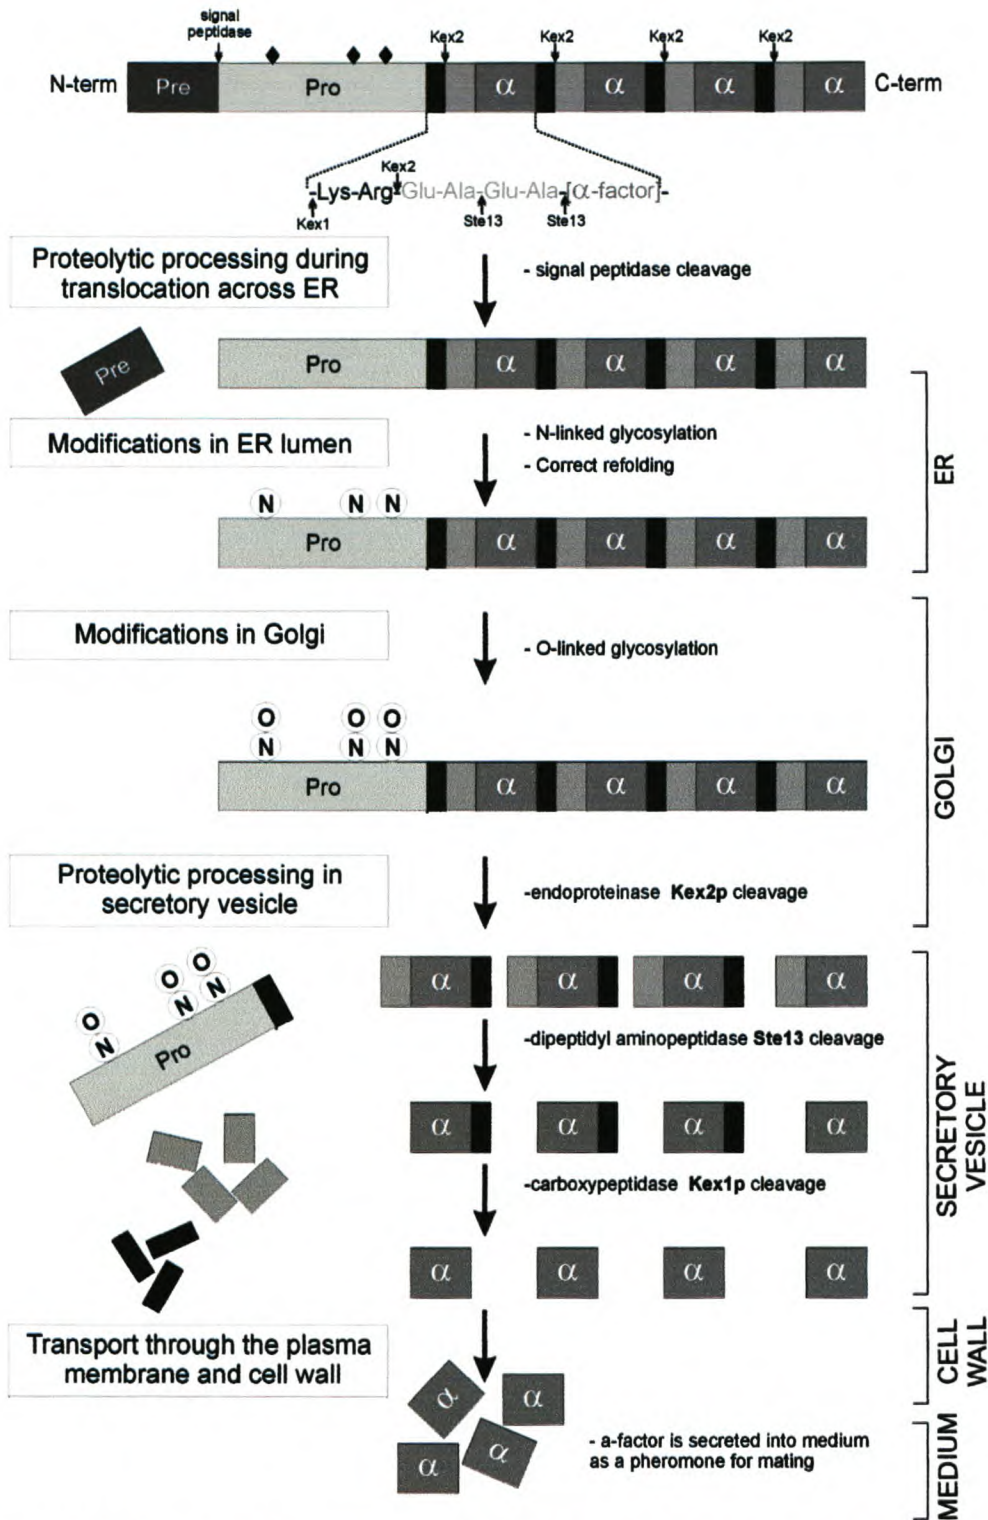 signal
peptidase
Kex2 Kex2 Kex2 Kex2
N-term Pre Pro α α α α C-term
Kex2
-Lys-Arg-Glu-Ala-Glu-Ala-[α-factor]-
Kex1 Ste13 Ste13
Proteolytic processing during
translocation across ER
- signal peptidase cleavage
Pre
Pro α α α α
Modifications in ER lumen
- N-linked glycosylation
- Correct refolding
ER
N N N
Pro α α α α
Modifications in Golgi
- O-linked glycosylation
O O O
N N N
Pro α α α α
GOLGI
Proteolytic processing in
secretory vesicle
-endoproteinase Kex2p cleavage
O O O
N N N
Pro
α α α α
-dipeptidyl aminopeptidase Ste13 cleavage
α α α α
SECRETORY
VESICLE
-carboxypeptidase Kex1p cleavage
α α α α
Transport through the plasma
membrane and cell wall
CELL
WALL
α α
α α
- a-factor is secreted into medium
as a pheromone for mating
MEDIUM